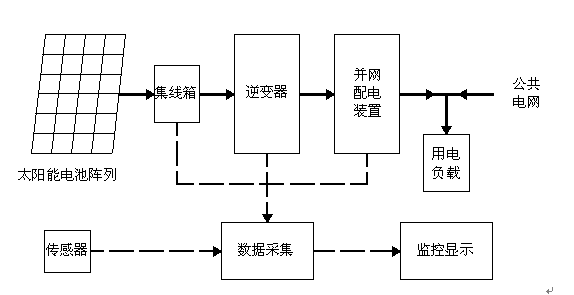 集线箱
逆变器
并网
配电
装置
公共
电网
用电
负载
太阳能电池阵列
传感器
数据采集
监控显示